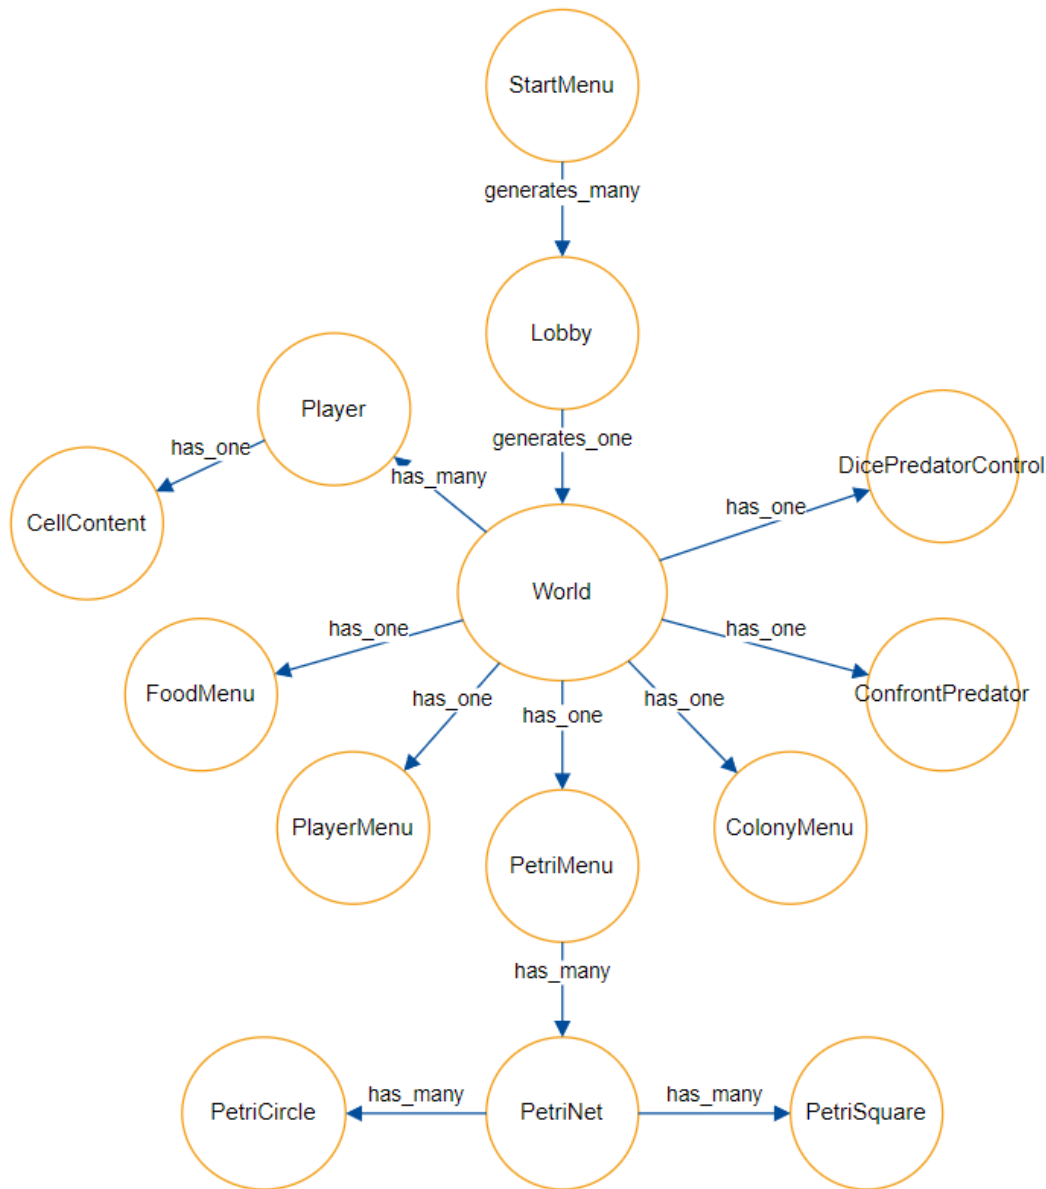 StartMenu
generates_many
Lobby
Player
generates_one
has_one
has_many
DicePredatorControl
CellContent
has_one
World
has_one
has_one
FoodMenu
ConfrontPredator
has_one
has_one
has_one
PlayerMenu
ColonyMenu
PetriMenu
has_many
has_many
has_many
PetriCircle
PetriNet
PetriSquare